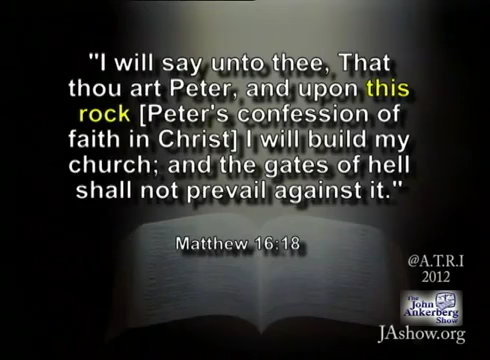 "I will say unto thee, That
thou art Peter, and upon this
rock [Peter's confession of
faith in Christ] I will build my
church; and the gates of hell
shall not prevail against it."
Matthew 16:18
@A.T.R.I
2012
The
John
Ankerberg
Show
JAshow.org